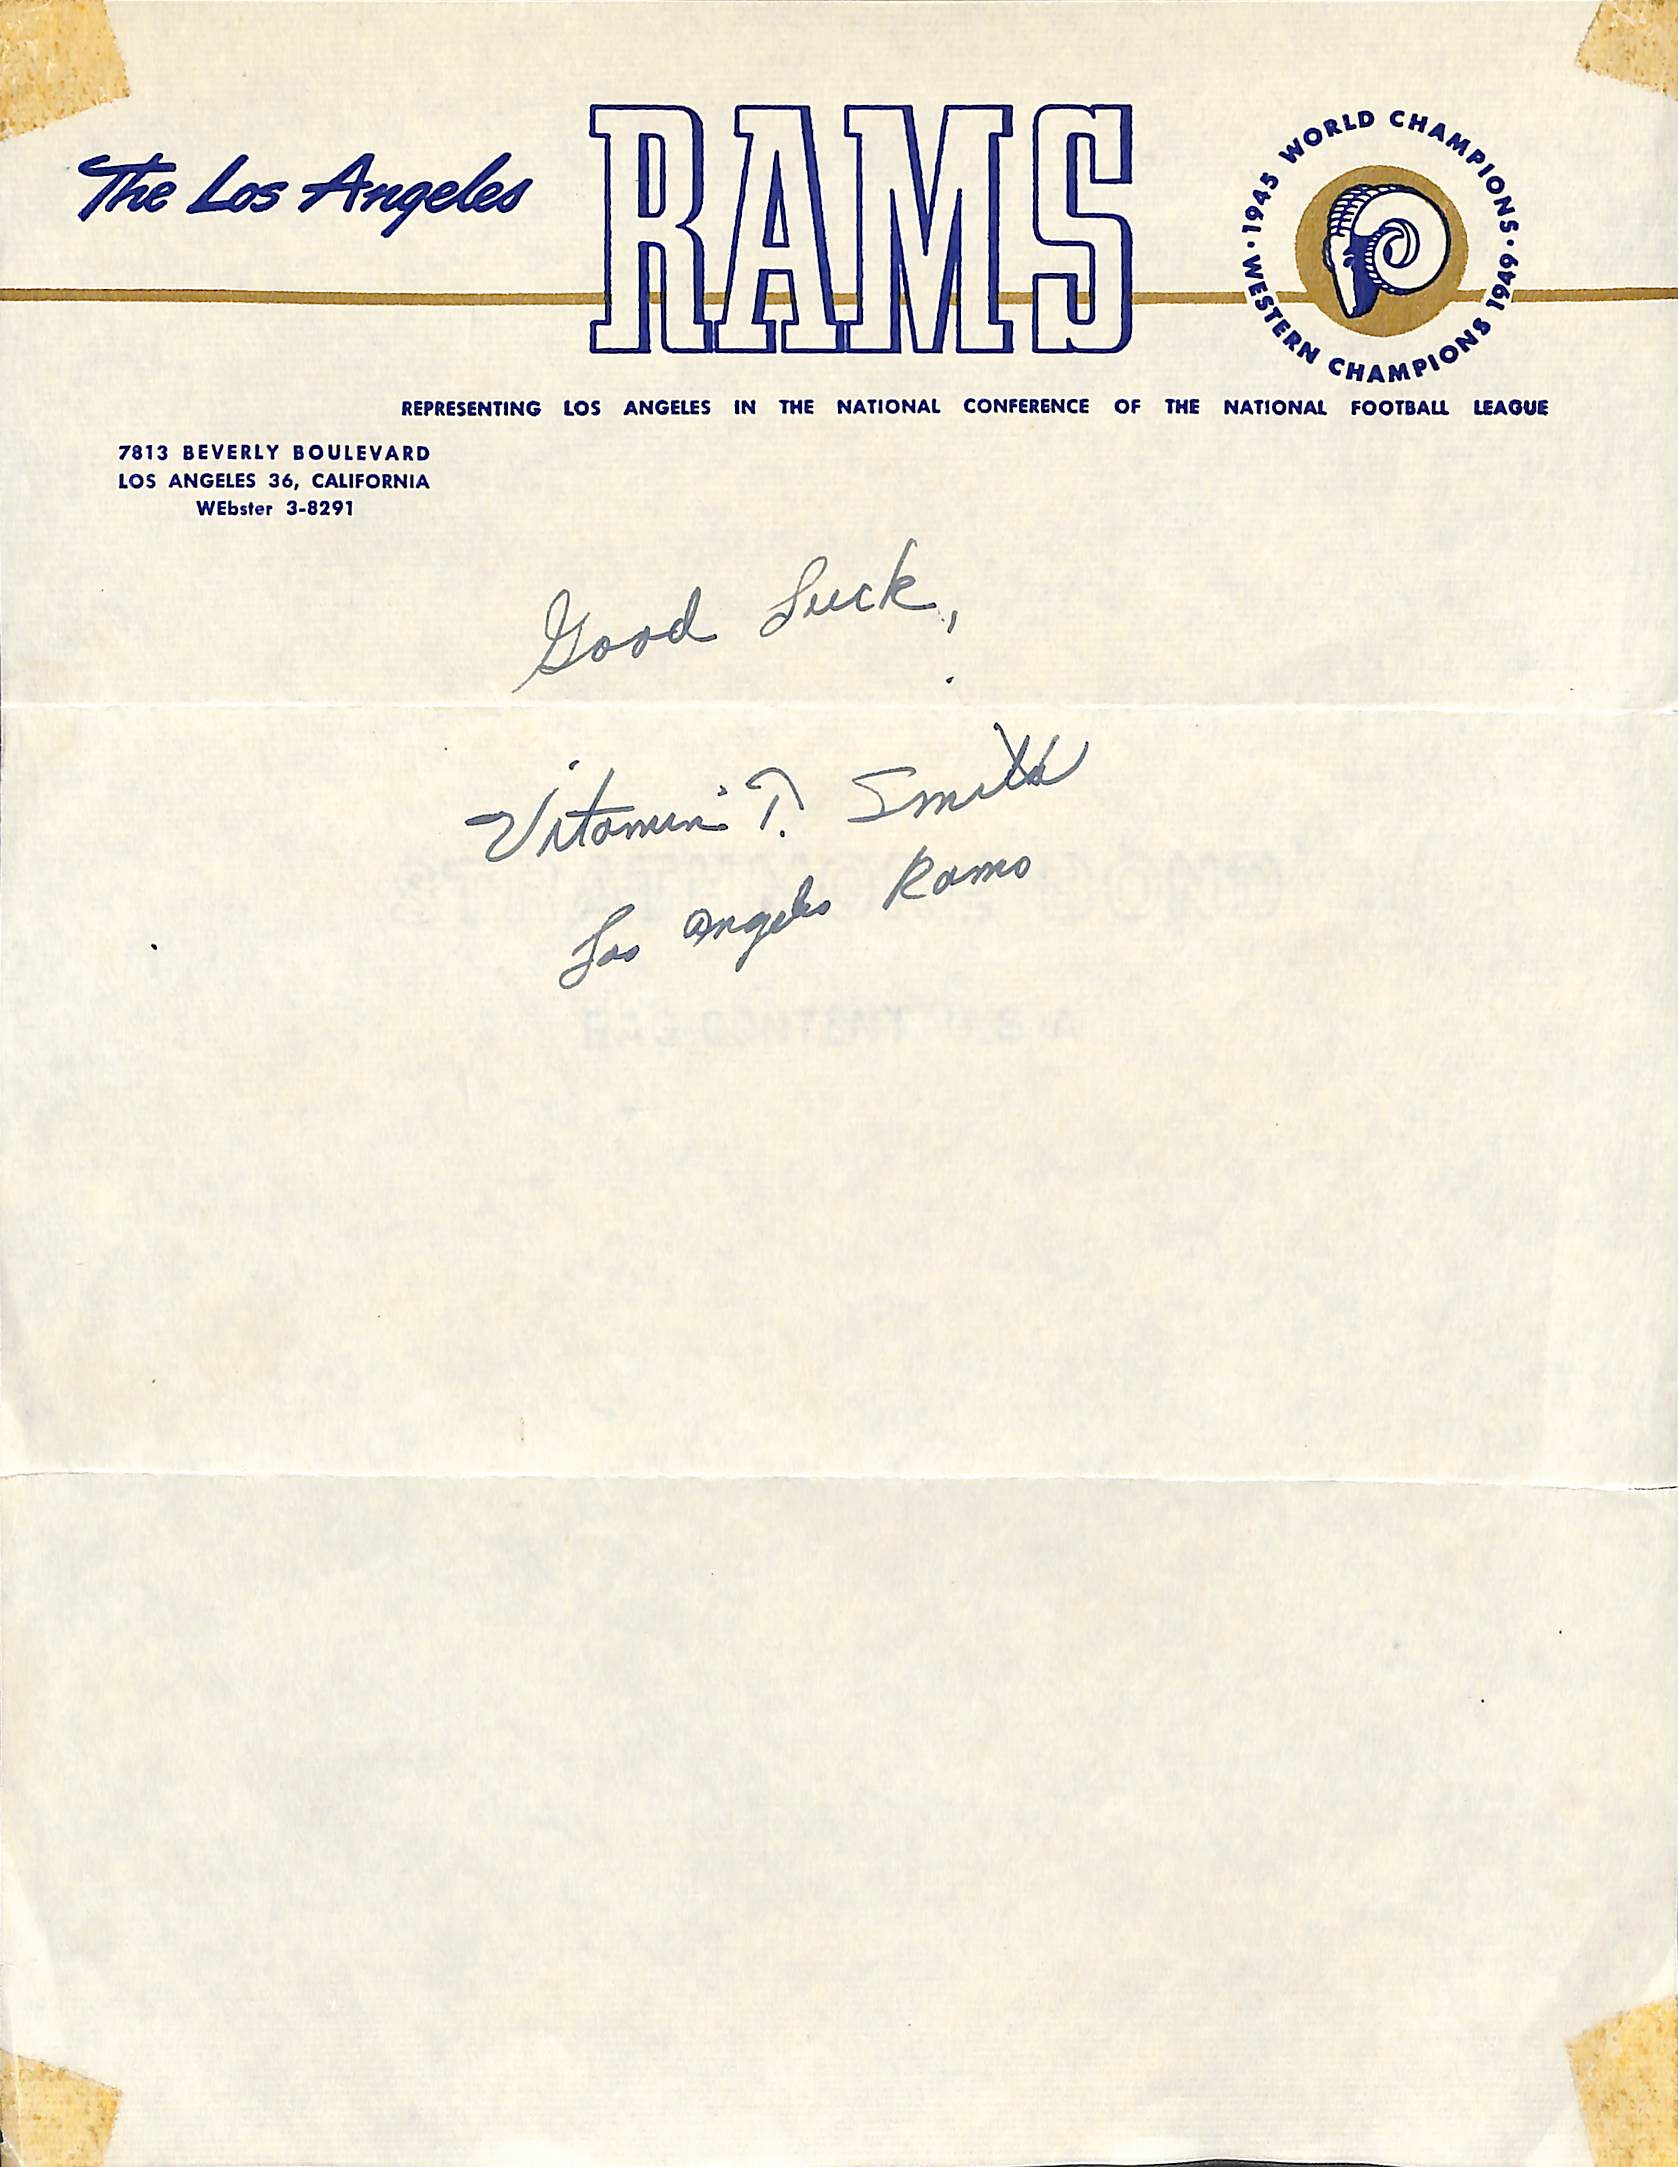 The Los Angeles RAMS
1945 WORLD CHAMPIONS · 1949 WESTERN CHAMPIONS ·
REPRESENTING LOS ANGELES IN THE NATIONAL CONFERENCE OF THE NATIONAL FOOTBALL LEAGUE
7813 BEVERLY BOULEVARD
LOS ANGELES 36, CALIFORNIA
WEbster 3-8291
Good Luck,
"Vitamin" T. Smith
Los Angeles Rams